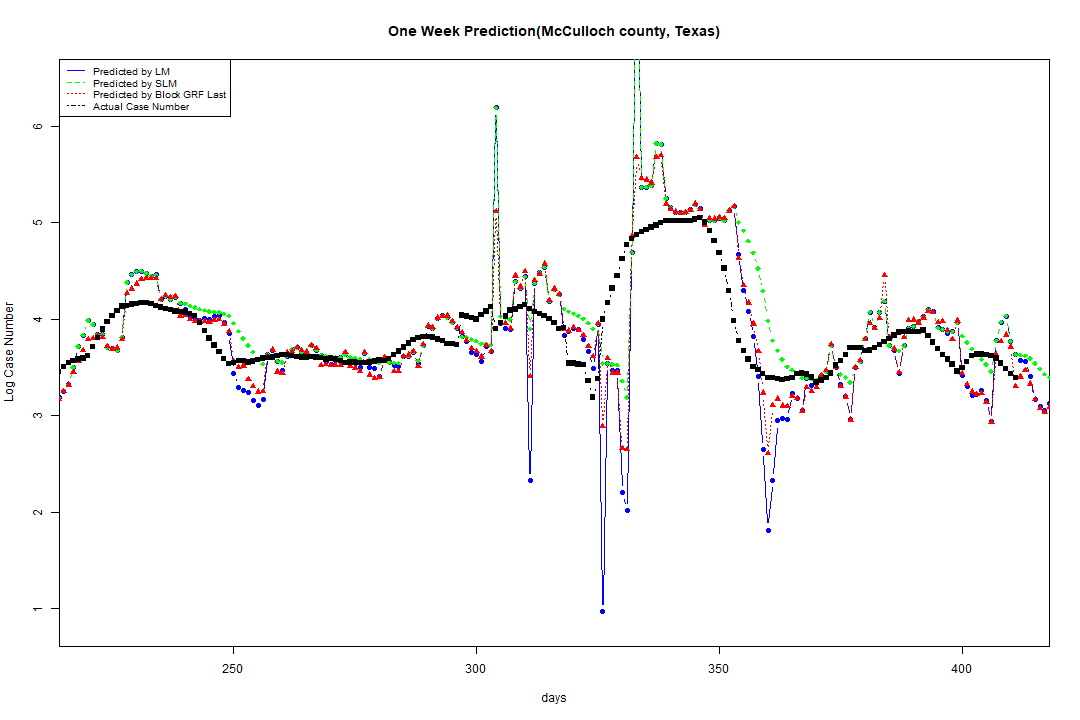 One Week Prediction(McCulloch county, Texas)
Predicted by LM
Predicted by SLM
Predicted by Block GRF Last
Actual Case Number
Log Case Number
6
5
4
3
2
1
250
300
350
400
days